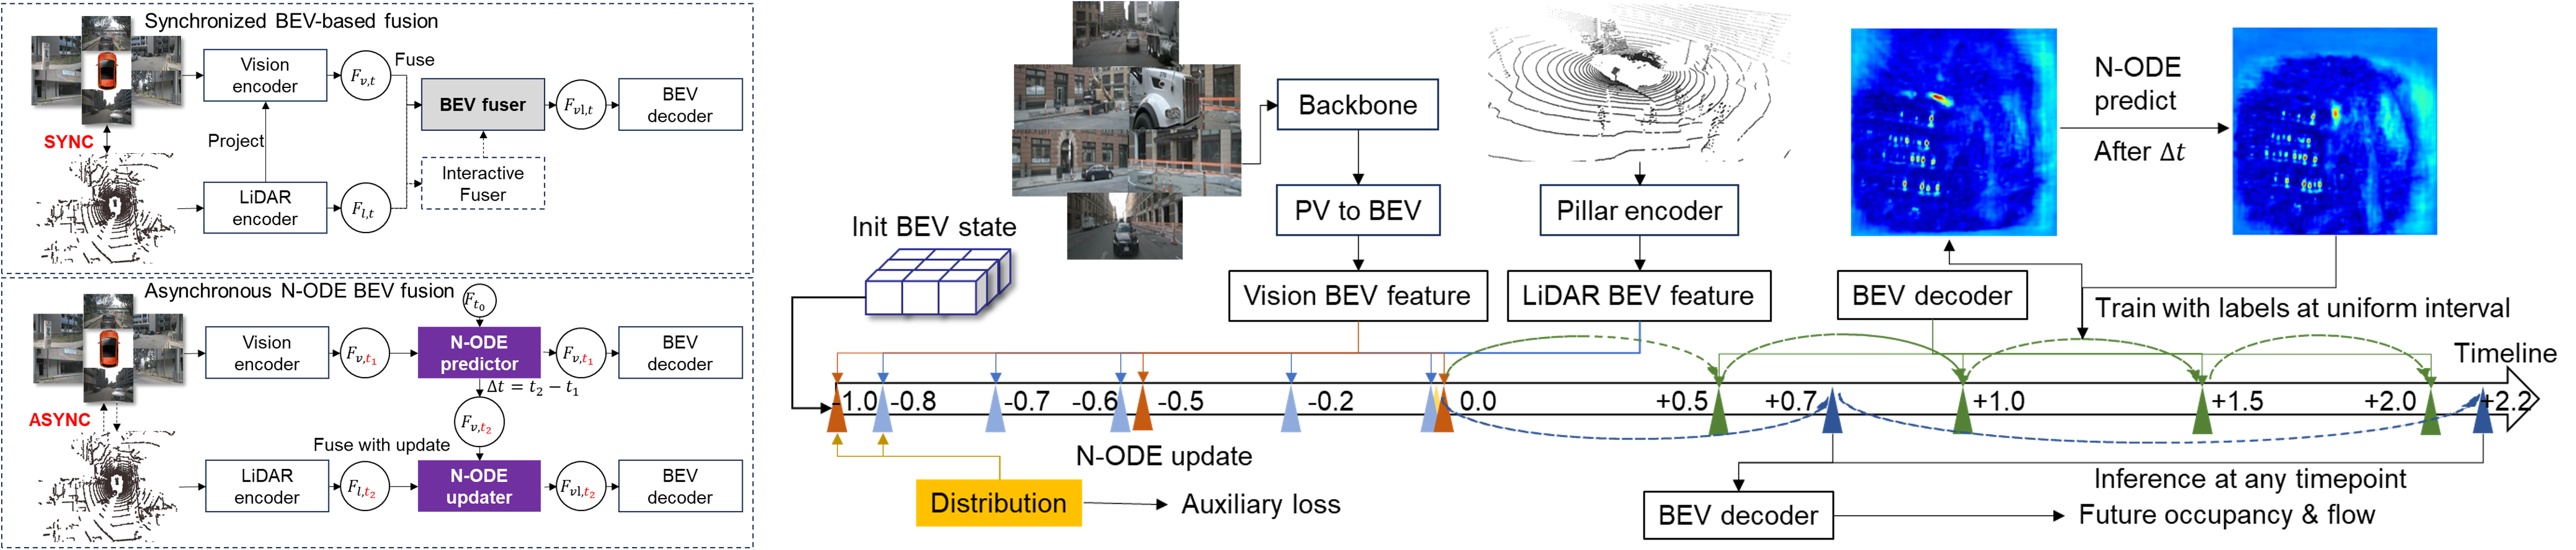 Synchronized BEV-based fusion
Vision
encoder
F_{v,t}
Fuse
BEV fuser
F_{vl,t}
BEV
decoder
SYNC
Project
Interactive
Fuser
LiDAR
encoder
F_{l,t}
Asynchronous N-ODE BEV fusion
F_{t_0}
Vision
encoder
F_{v,t_1}
N-ODE
predictor
F_{v,t_1}
BEV
decoder
Δt = t_2 − t_1
ASYNC
F_{v,t_2}
Fuse with update
LiDAR
encoder
F_{l,t_2}
N-ODE
updater
F_{vl,t_2}
BEV
decoder
Init BEV state
Backbone
PV to BEV
Vision BEV feature
Pillar encoder
LiDAR BEV feature
N-ODE
predict
After Δt
BEV decoder
Train with labels at uniform interval
Timeline
-1.0 -0.8 -0.7 -0.6 -0.5 -0.2 0.0 +0.5 +0.7 +1.0 +1.5 +2.0 +2.2
N-ODE update
Distribution
Auxiliary loss
Inference at any timepoint
BEV decoder
Future occupancy & flow